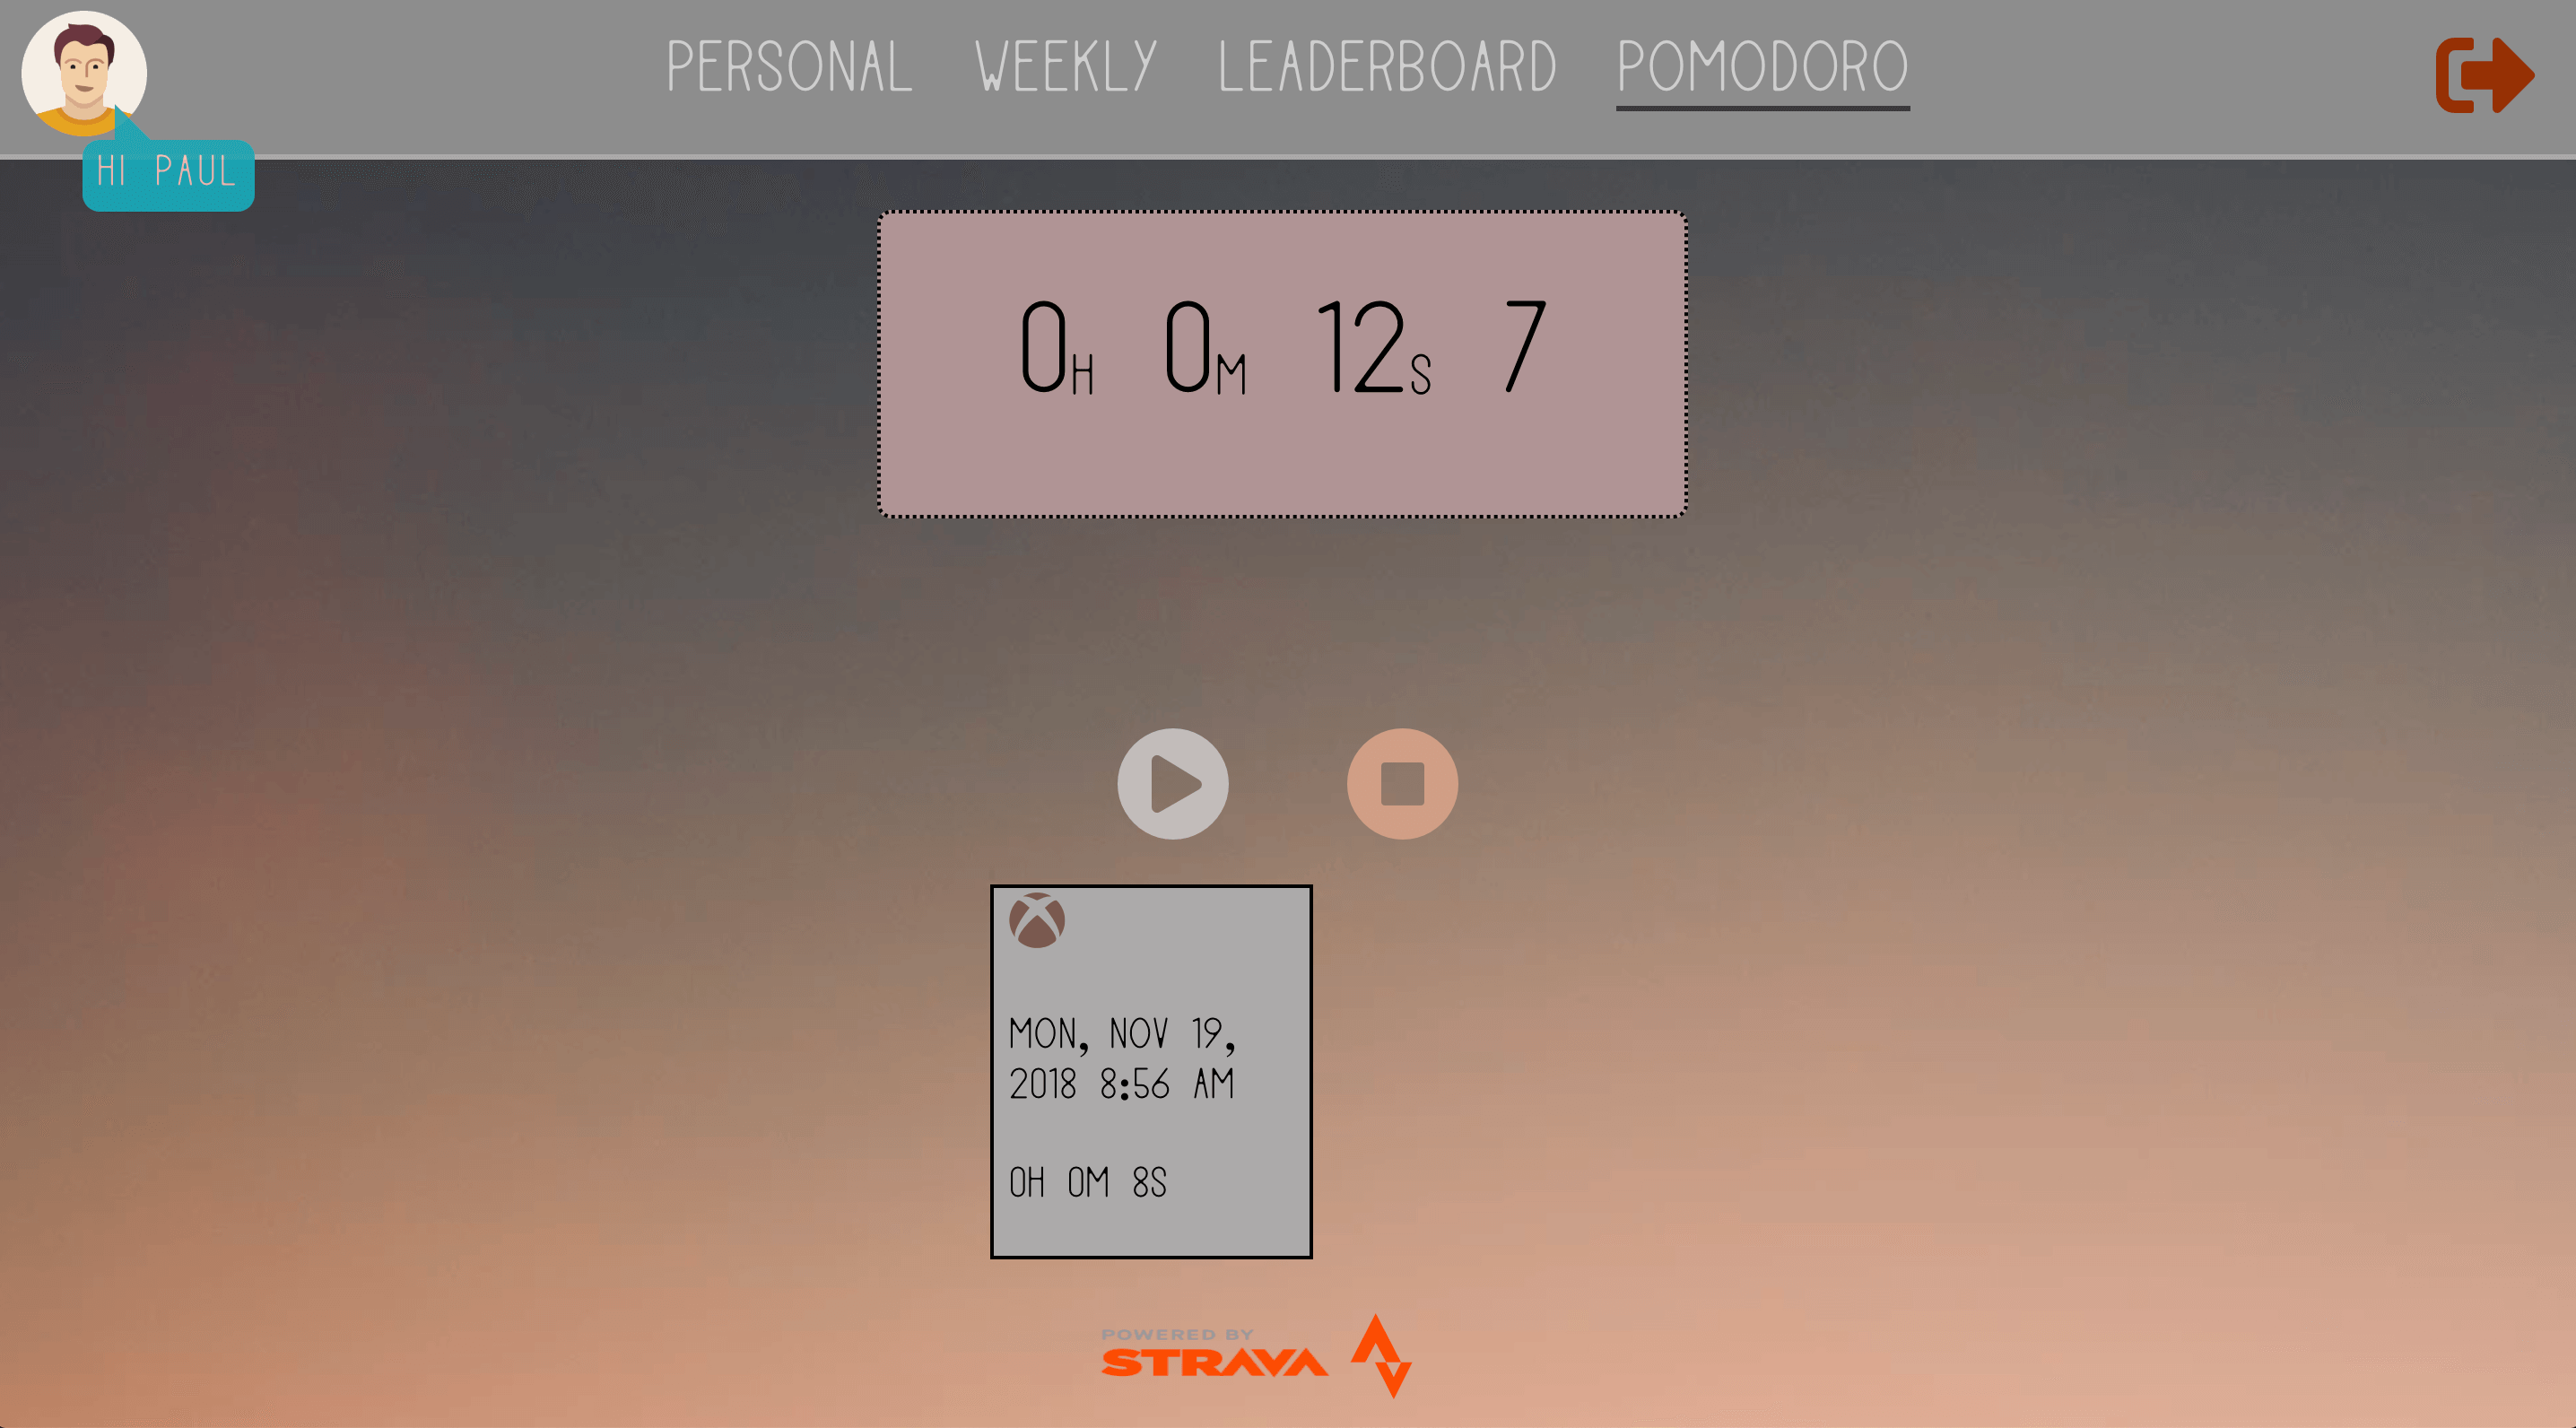 PERSONAL WEEKLY LEADERBOARD POMODORO
HI PAUL
0H 0M 12S 7
MON, NOV 19,
2018 8:56 AM
0H 0M 8S
POWERED BY
STRAVA